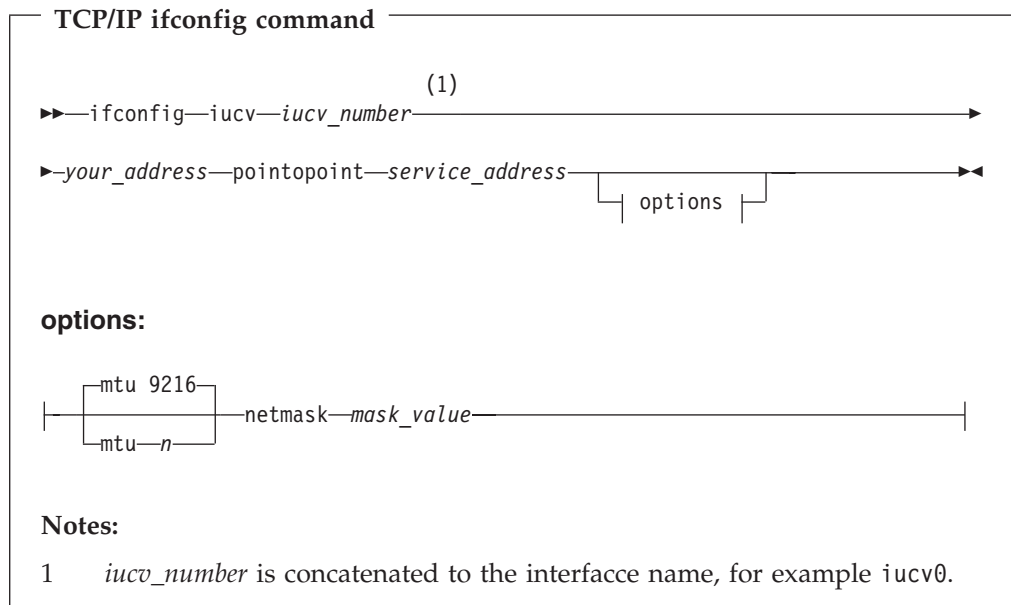 TCP/IP ifconfig command
(1)
ifconfig iucv iucv_number
your_address pointopoint service_address
options
options:
mtu 9216
netmask mask_value
mtu n
Notes:
1 iucv_number is concatenated to the interfacce name, for example iucv0.